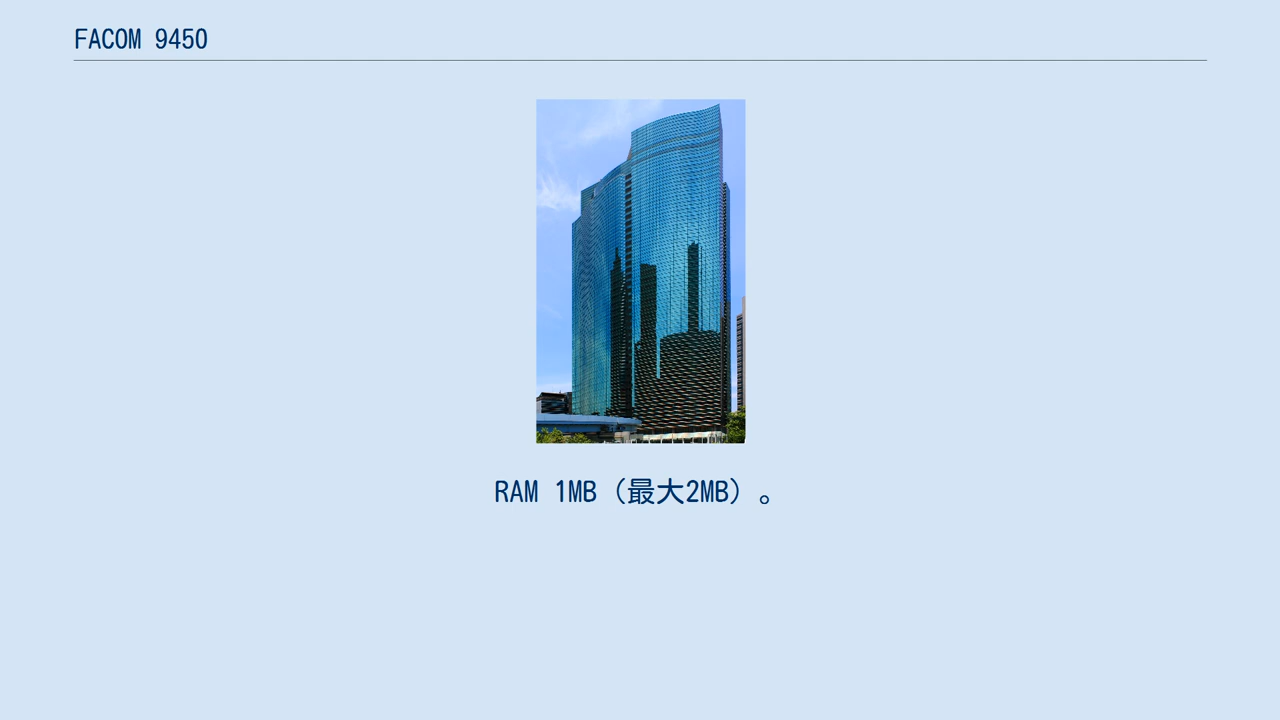 FACOM 9450
RAM 1MB（最大2MB）。